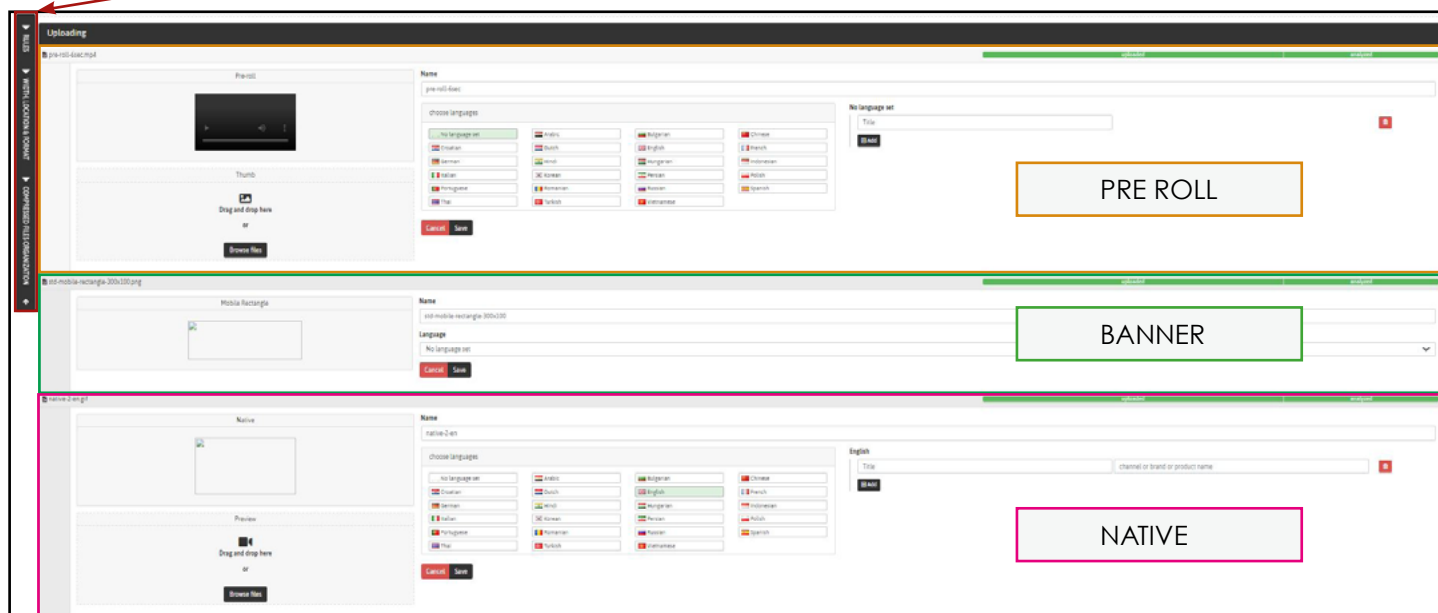 Uploading
RULES
WIDTH, LOCATION & FORMAT
COMPRESSED FILES ORGANIZATION
pre-roll-6sec.mp4
uploaded analyzed
Pre-roll
Name
pre-roll-6sec
choose languages
No language set Arabic Bulgarian Chinese
Croatian Dutch English French
German Hindi Hungarian Indonesian
Italian Korean Persian Polish
Portuguese Romanian Russian Spanish
Thai Turkish Vietnamese
No language set
Title
Add
PRE ROLL
Thumb
Drag and drop here
or
Browse files
Cancel Save
std-mobile-rectangle-300x100.png
uploaded analyzed
Mobile Rectangle
Name
std-mobile-rectangle-300x100
Language
No language set
Cancel Save
BANNER
native-2-en.gif
uploaded analyzed
Native
Name
native-2-en
choose languages
No language set Arabic Bulgarian Chinese
Croatian Dutch English French
German Hindi Hungarian Indonesian
Italian Korean Persian Polish
Portuguese Romanian Russian Spanish
Thai Turkish Vietnamese
English
Title channel or brand or product name
Add
NATIVE
Preview
Drag and drop here
or
Browse files
Cancel Save